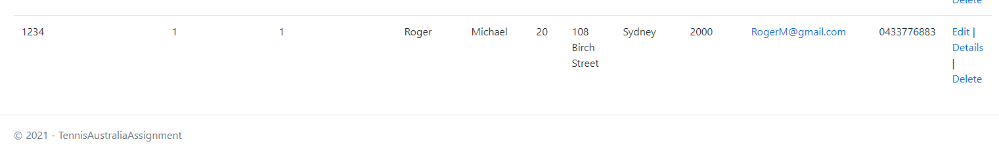 Delete
1234 1 1 Roger Michael 20 108 Sydney 2000 RogerM@gmail.com 0433776883 Edit |
Birch Details
Street |
Delete
© 2021 - TennisAustraliaAssignment